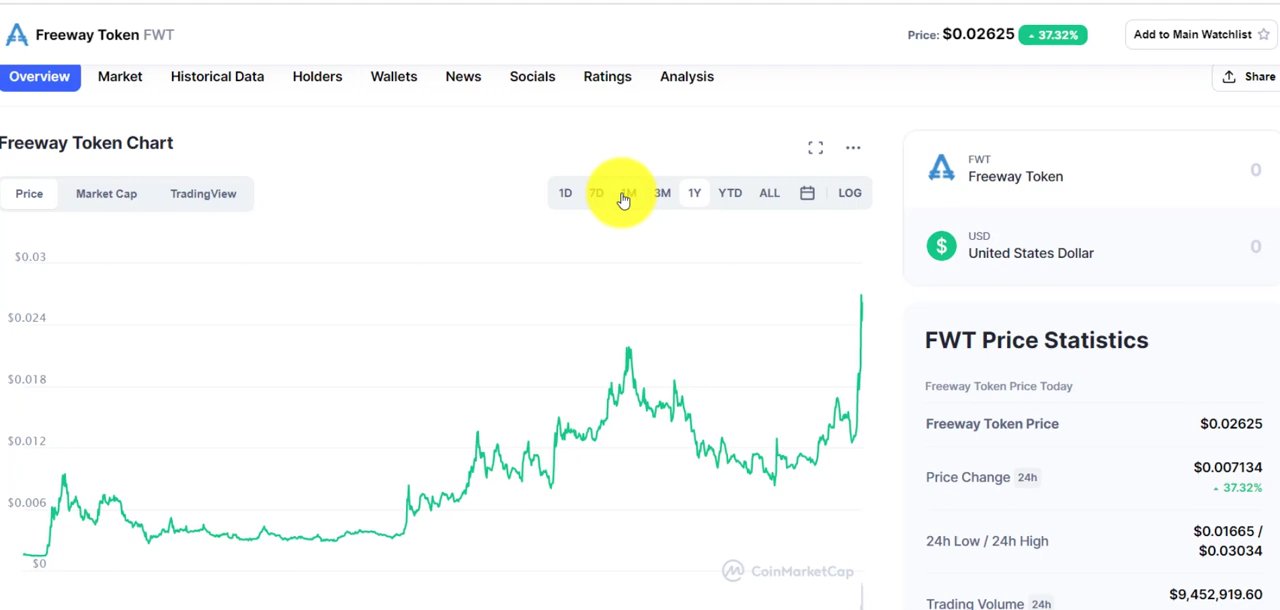 Freeway Token FWT
Price: $0.02625 37.32%
Add to Main Watchlist
Overview Market Historical Data Holders Wallets News Socials Ratings Analysis
Share
Freeway Token Chart
Price Market Cap TradingView
1D 7D 1M 3M 1Y YTD ALL LOG
$0.03
$0.024
$0.018
$0.012
$0.006
$0
CoinMarketCap
FWT
Freeway Token
0
USD
$
United States Dollar
0
FWT Price Statistics
Freeway Token Price Today
Freeway Token Price $0.02625
Price Change 24h $0.007134
37.32%
24h Low / 24h High $0.01665 /
$0.03034
Trading Volume 24h $9,452,919.60